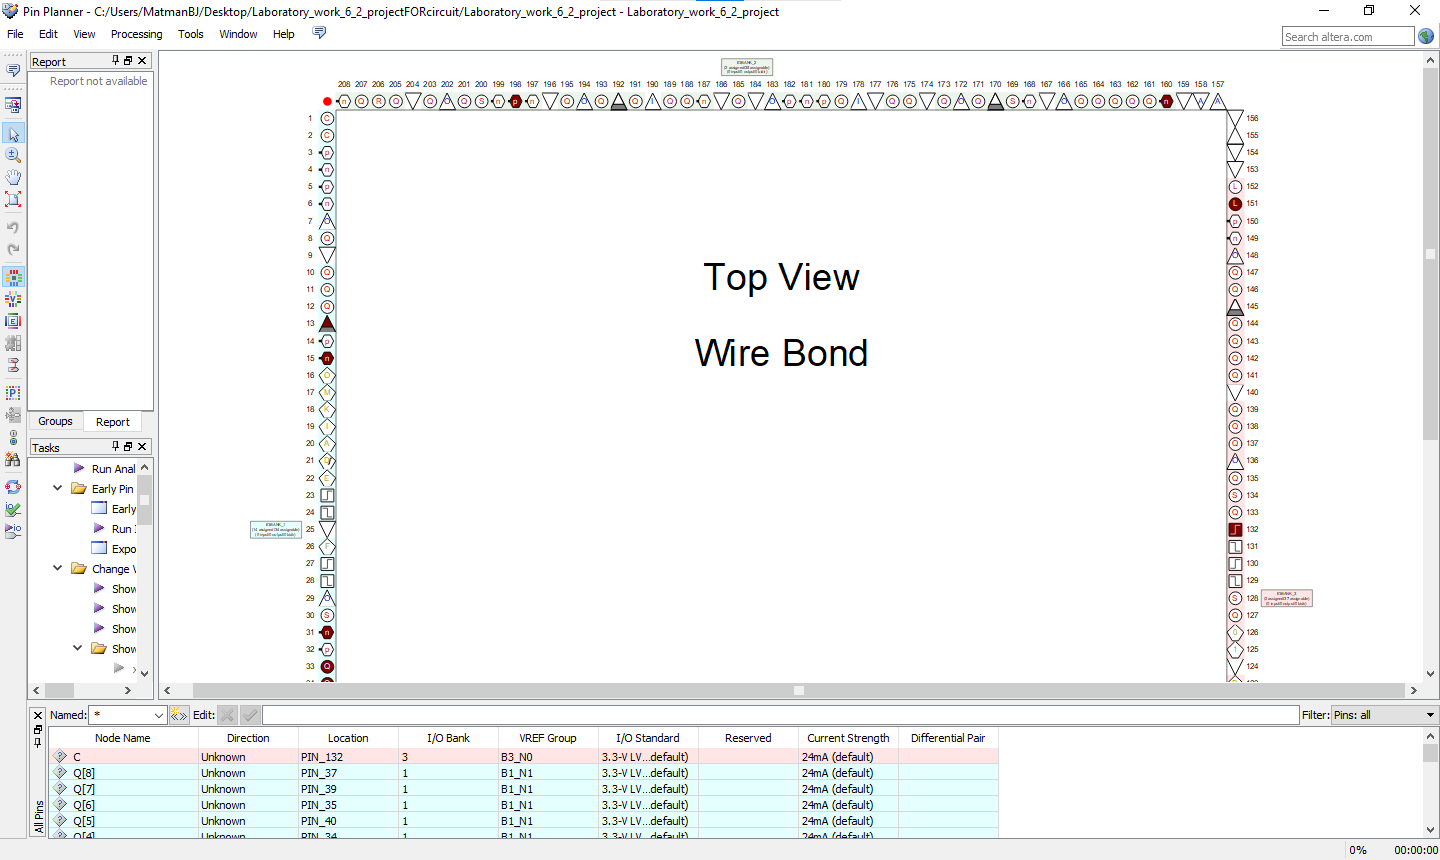 Pin Planner - C:/Users/MatmanBJ/Desktop/Laboratory_work_6_2_projectFORcircuit/Laboratory_work_6_2_project - Laboratory_work_6_2_project
File Edit View Processing Tools Window Help
Search altera.com
Report
Report not available
Groups Report
Tasks
Run Anal
Early Pin
Early
Run I
Expo
Change V
Show
Show
Show
Show
208 207 206 205 204 203 202 201 200 199 198 197 196 195 194 193 192 191 190 189 188 187 186 185 184 183 182 181 180 179 178 177 176 175 174 173 172 171 170 169 168 167 166 165 164 163 162 161 160 159 158 157
1
2
3
4
5
6
7
8
9
10
11
12
13
14
15
16
17
18
19
20
21
22
23
24
25
26
27
28
29
30
31
32
33
Top View
Wire Bond
156
155
154
153
152
151
150
149
148
147
146
145
144
143
142
141
140
139
138
137
136
135
134
133
132
131
130
129
128
127
126
125
124
Named: * Edit: Filter: Pins: all
Node Name Direction Location I/O Bank VREF Group I/O Standard Reserved Current Strength Differential Pair
C Unknown PIN_132 3 B3_N0 3.3-V LV...default) 24mA (default)
Q[8] Unknown PIN_37 1 B1_N1 3.3-V LV...default) 24mA (default)
Q[7] Unknown PIN_39 1 B1_N1 3.3-V LV...default) 24mA (default)
Q[6] Unknown PIN_35 1 B1_N1 3.3-V LV...default) 24mA (default)
Q[5] Unknown PIN_40 1 B1_N1 3.3-V LV...default) 24mA (default)
Q[4] Unknown PIN_34 1 B1_N1 3.3-V LV...default) 24mA (default)
All Pins
0% 00:00:00